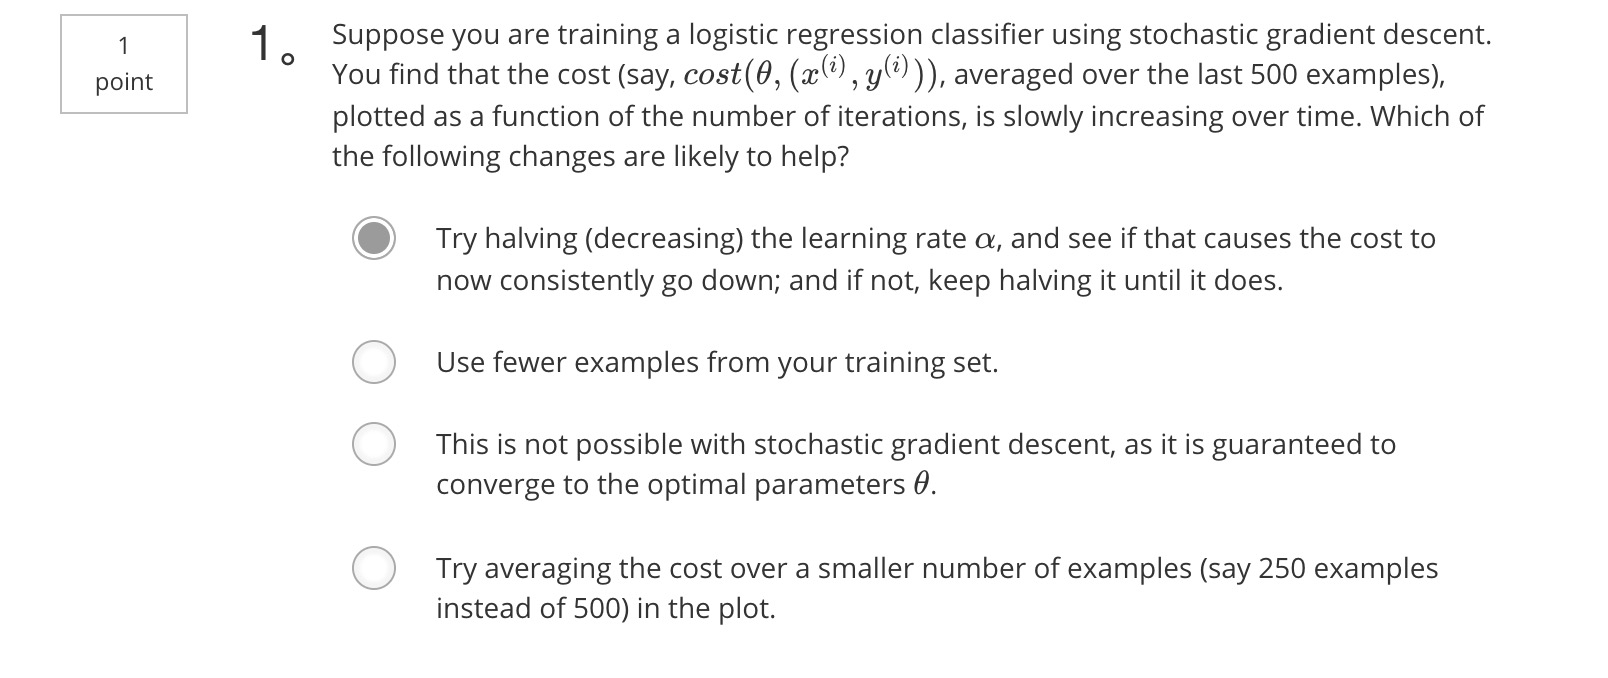 1
point
1。
Suppose you are training a logistic regression classifier using stochastic gradient descent.
You find that the cost (say, cost(θ, (x^(i), y^(i))), averaged over the last 500 examples),
plotted as a function of the number of iterations, is slowly increasing over time. Which of
the following changes are likely to help?
Try halving (decreasing) the learning rate α, and see if that causes the cost to
now consistently go down; and if not, keep halving it until it does.
Use fewer examples from your training set.
This is not possible with stochastic gradient descent, as it is guaranteed to
converge to the optimal parameters θ.
Try averaging the cost over a smaller number of examples (say 250 examples
instead of 500) in the plot.